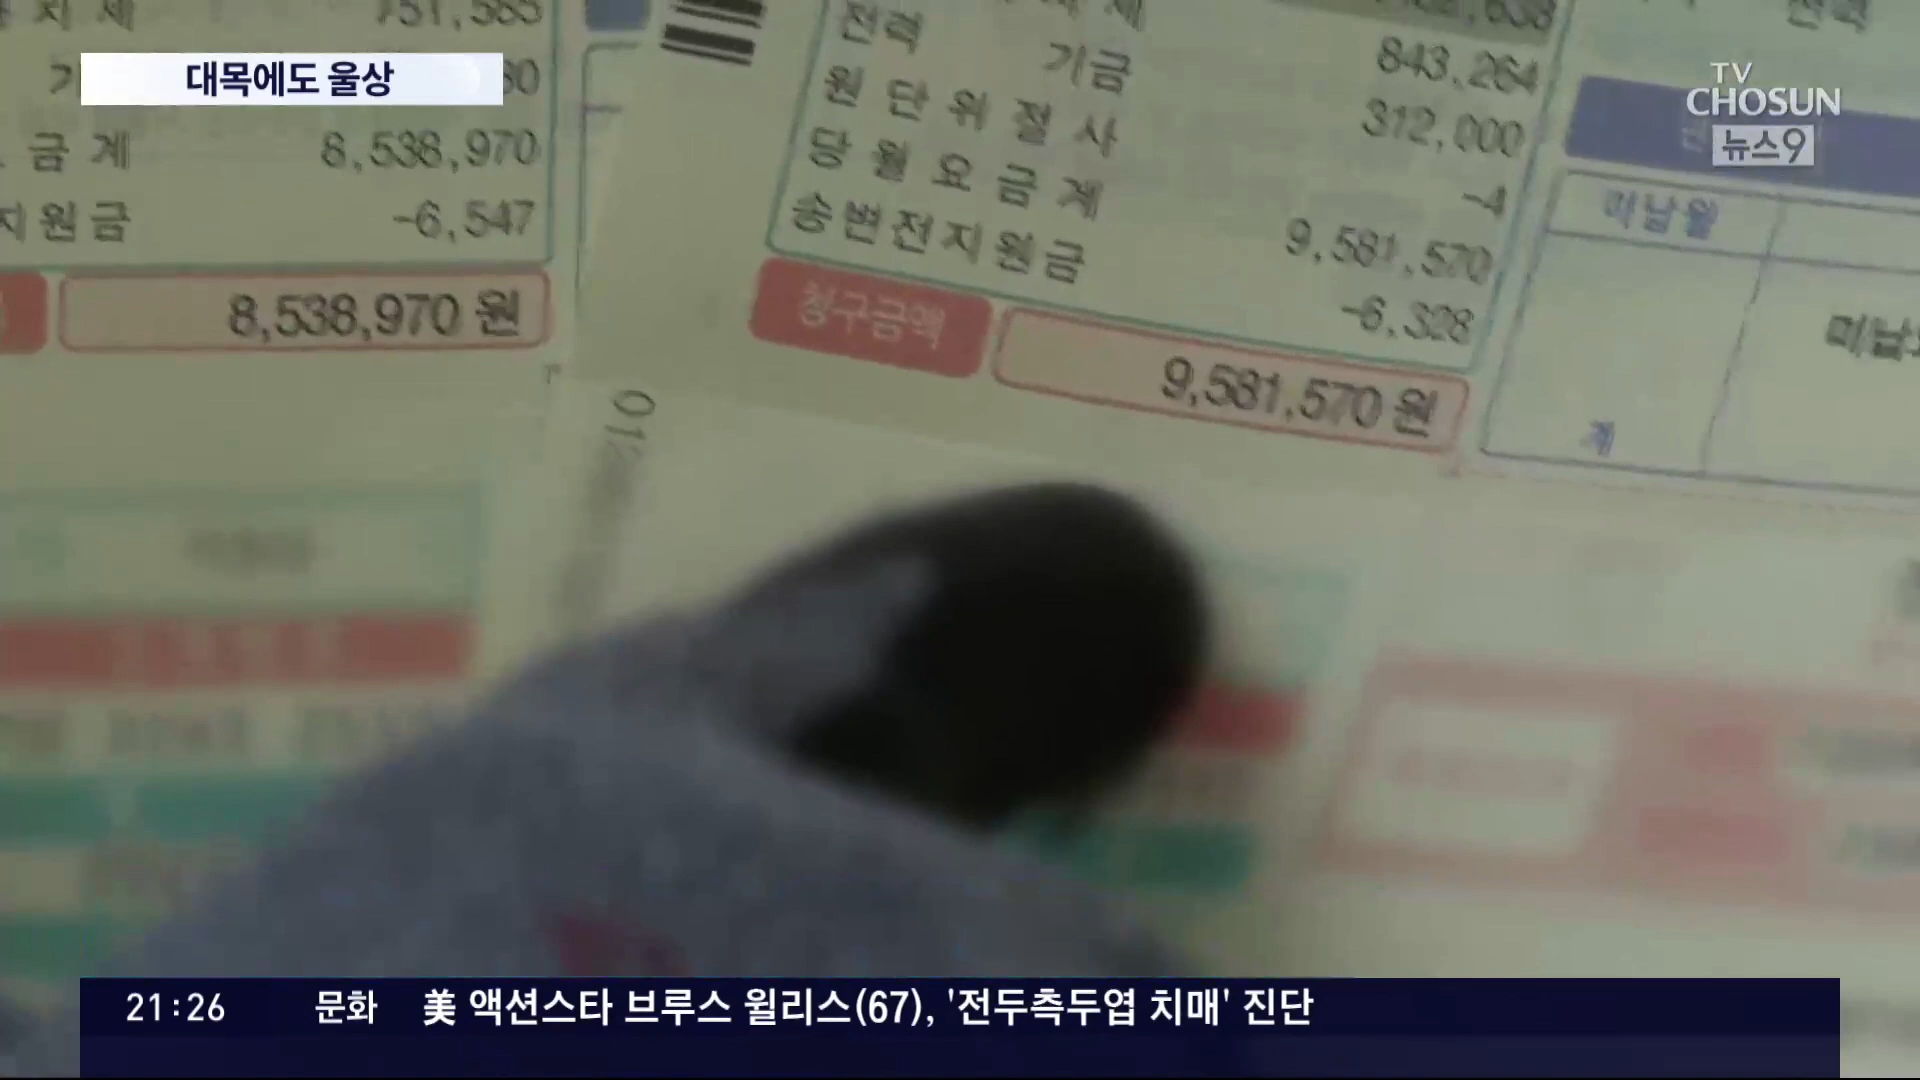 대목에도 울상
TV
CHOSUN
뉴스9
751,585
금 계 8,538,970
지 원 금 -6,547
8,538,970 원
전력 기금 843,264
원 단 위 절 사 312,000
당 월 요 금 계 -4
송 변 전 지 원 금 9,581,570
-6,328
청구금액 9,581,570 원
미납월
계
21:26 문화 美 액션스타 브루스 윌리스(67), '전두측두엽 치매' 진단